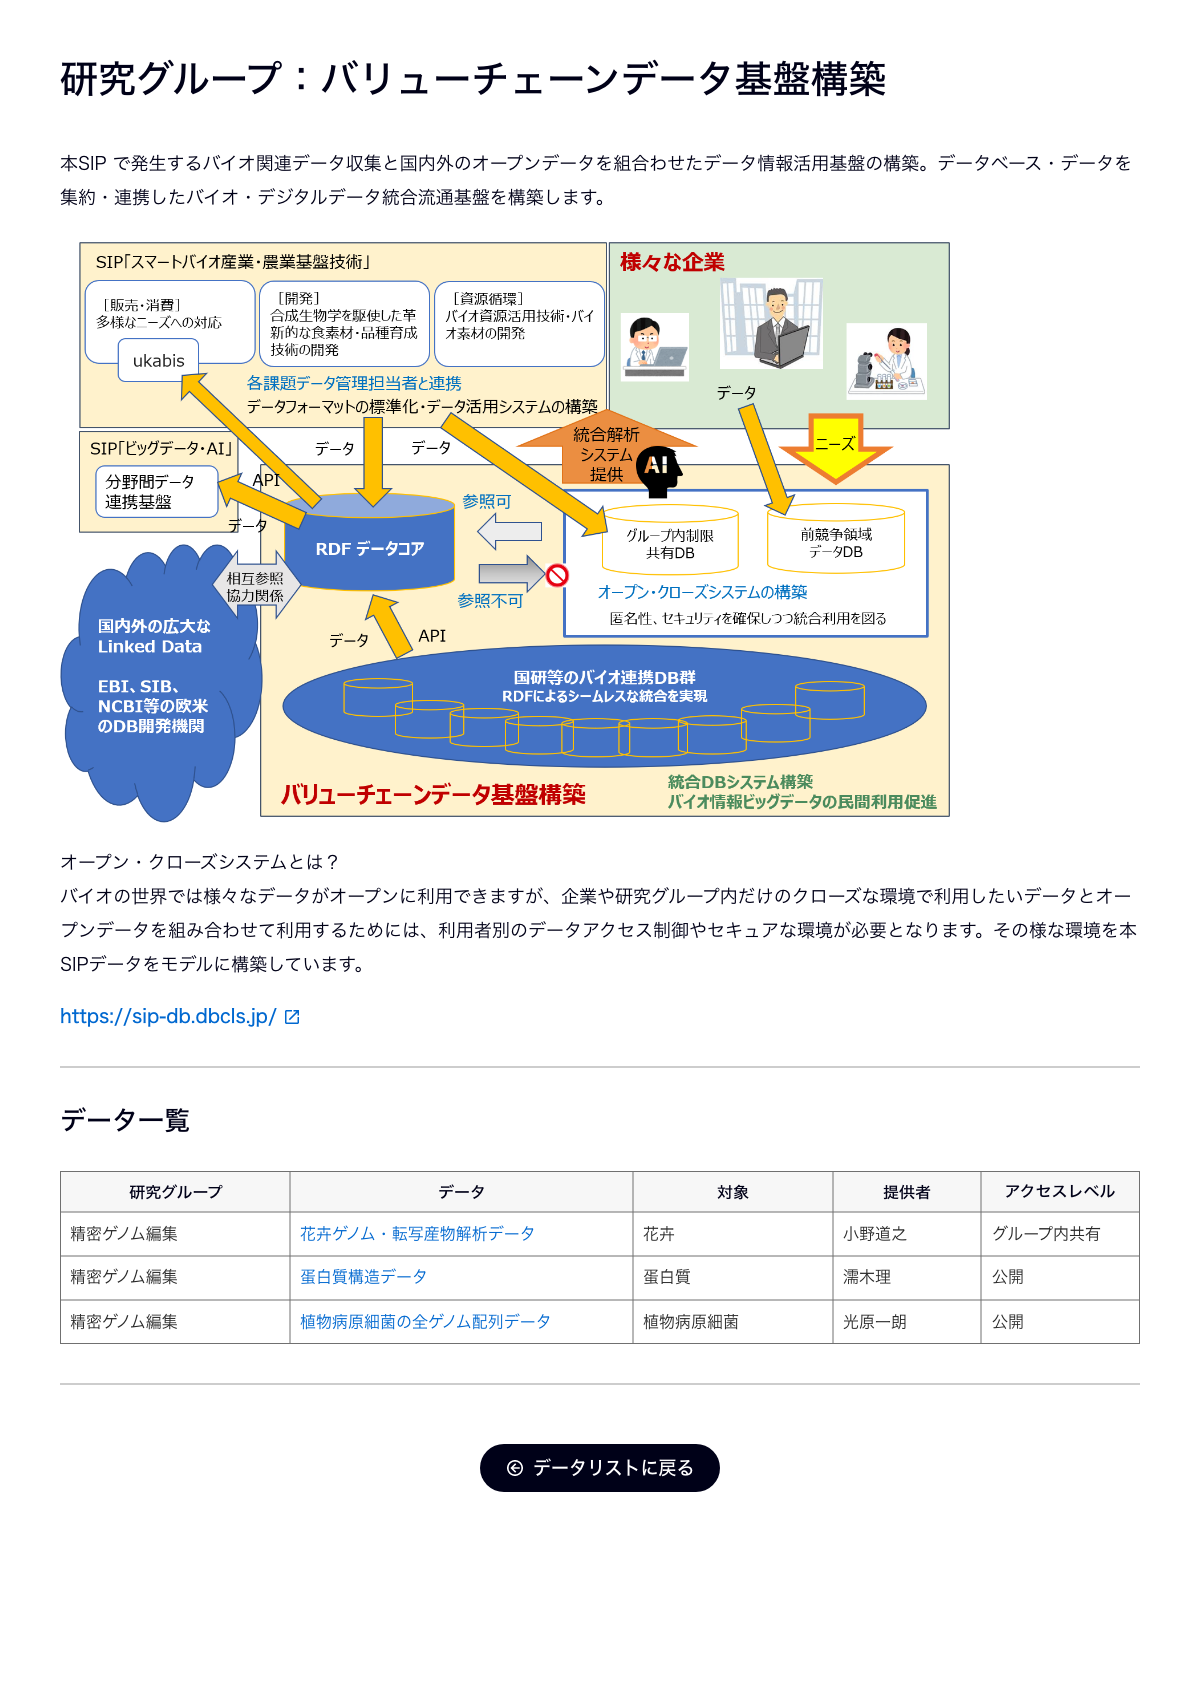 研究グループ：バリューチェーンデータ基盤構築
本SIP で発生するバイオ関連データ収集と国内外のオープンデータを組合わせたデータ情報活用基盤の構築。データベース・データを
集約・連携したバイオ・デジタルデータ統合流通基盤を構築します。
SIP「スマートバイオ産業・農業基盤技術」
［販売・消費］
多様なニーズへの対応
ukabis
［開発］
合成生物学を駆使した革
新的な食素材・品種育成
技術の開発
［資源循環］
バイオ資源活用技術・バイ
オ素材の開発
各課題データ管理担当者と連携
データフォーマットの標準化・データ活用システムの構築
様々な企業
データ
ニーズ
SIP「ビッグデータ・AI」
分野間データ
連携基盤
API
データ
データ
データ
統合解析
システム
提供
AI
参照可
参照不可
RDF データコア
グループ内制限
共有DB
前競争領域
データDB
オープン・クローズシステムの構築
匿名性、セキュリティを確保しつつ統合利用を図る
相互参照
協力関係
国内外の広大な
Linked Data
EBI、SIB、
NCBI等の欧米
のDB開発機関
データ
API
国研等のバイオ連携DB群
RDFによるシームレスな統合を実現
バリューチェーンデータ基盤構築
統合DBシステム構築
バイオ情報ビッグデータの民間利用促進
オープン・クローズシステムとは？
バイオの世界では様々なデータがオープンに利用できますが、企業や研究グループ内だけのクローズな環境で利用したいデータとオー
プンデータを組み合わせて利用するためには、利用者別のデータアクセス制御やセキュアな環境が必要となります。その様な環境を本
SIPデータをモデルに構築しています。
https://sip-db.dbcls.jp/
データ一覧
研究グループ データ 対象 提供者 アクセスレベル
精密ゲノム編集 花卉ゲノム・転写産物解析データ 花卉 小野道之 グループ内共有
精密ゲノム編集 蛋白質構造データ 蛋白質 濡木理 公開
精密ゲノム編集 植物病原細菌の全ゲノム配列データ 植物病原細菌 光原一朗 公開
データリストに戻る